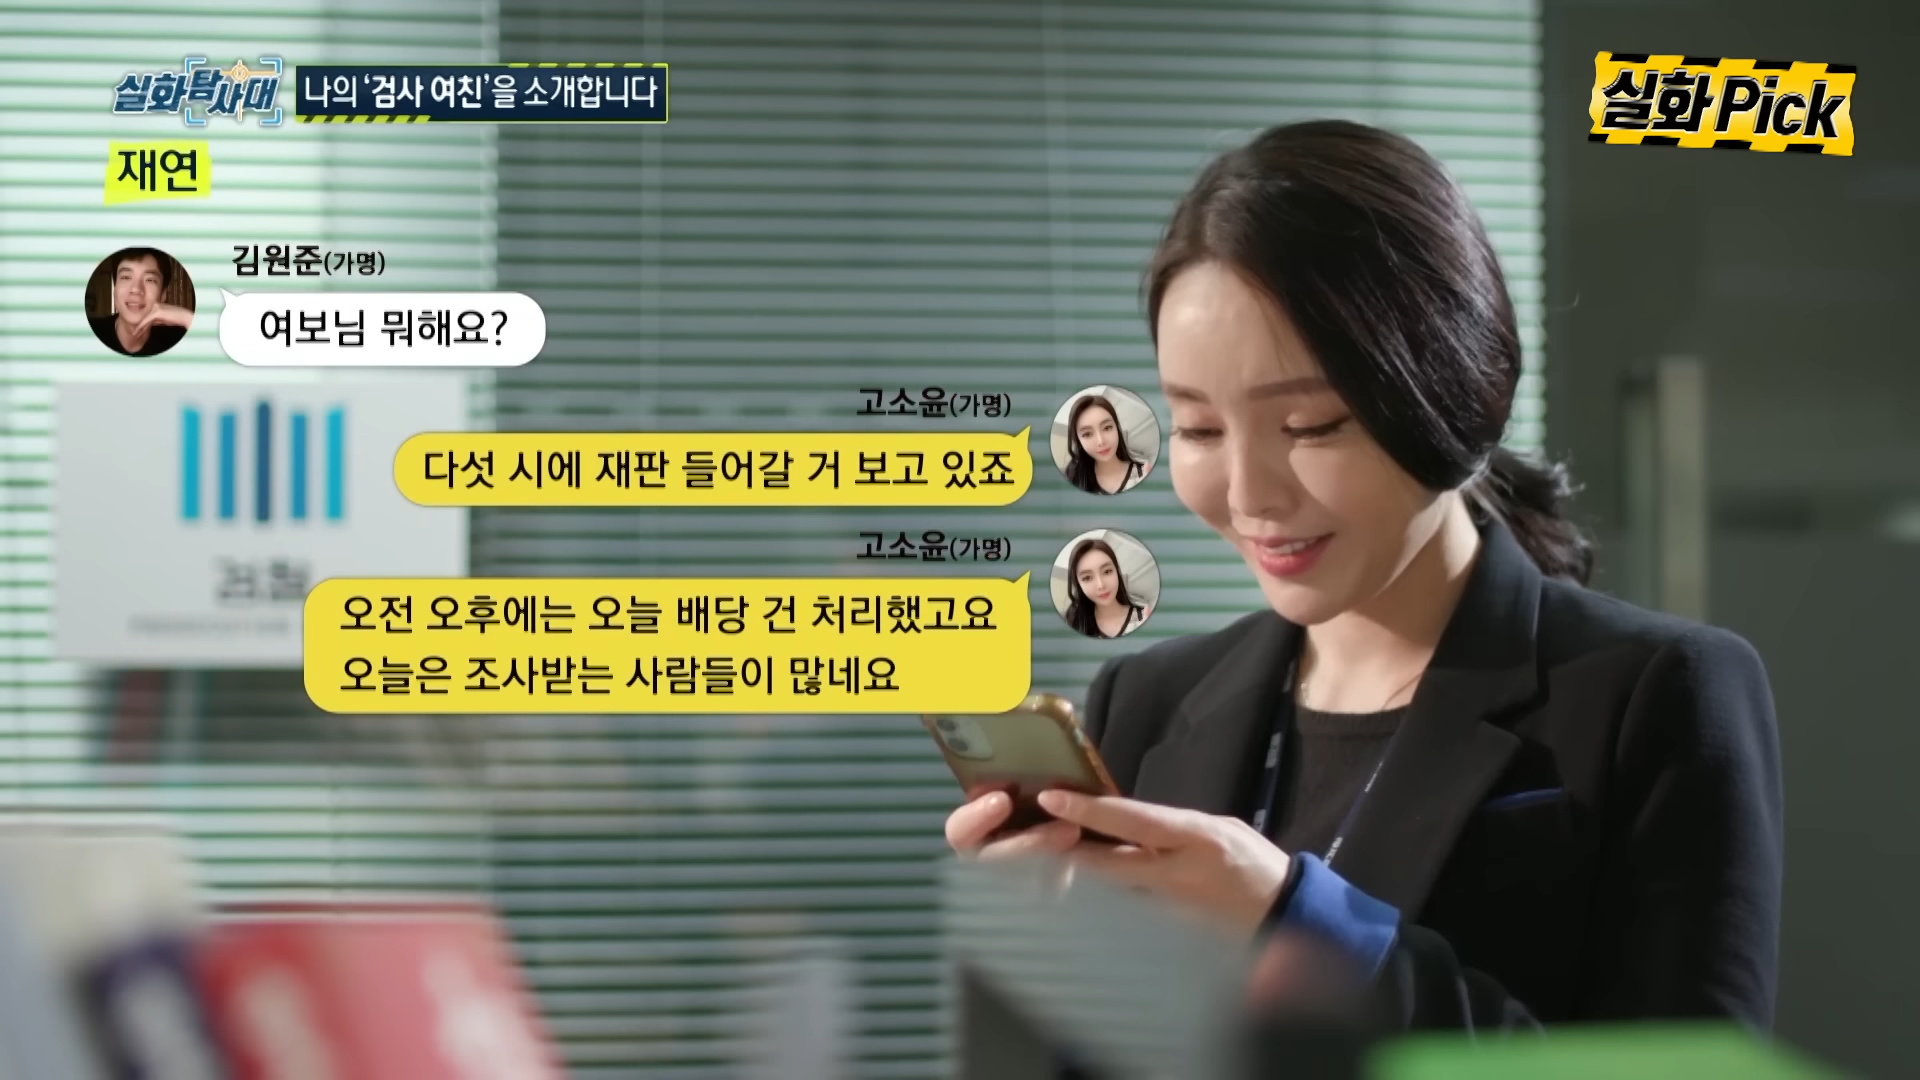 실화탐사대
나의 '검사 여친'을 소개합니다
실화 Pick
재연
김원준(가명)
여보님 뭐해요?
고소윤(가명)
다섯 시에 재판 들어갈 거 보고 있죠
고소윤(가명)
오전 오후에는 오늘 배당 건 처리했고요
오늘은 조사받는 사람들이 많네요
검찰